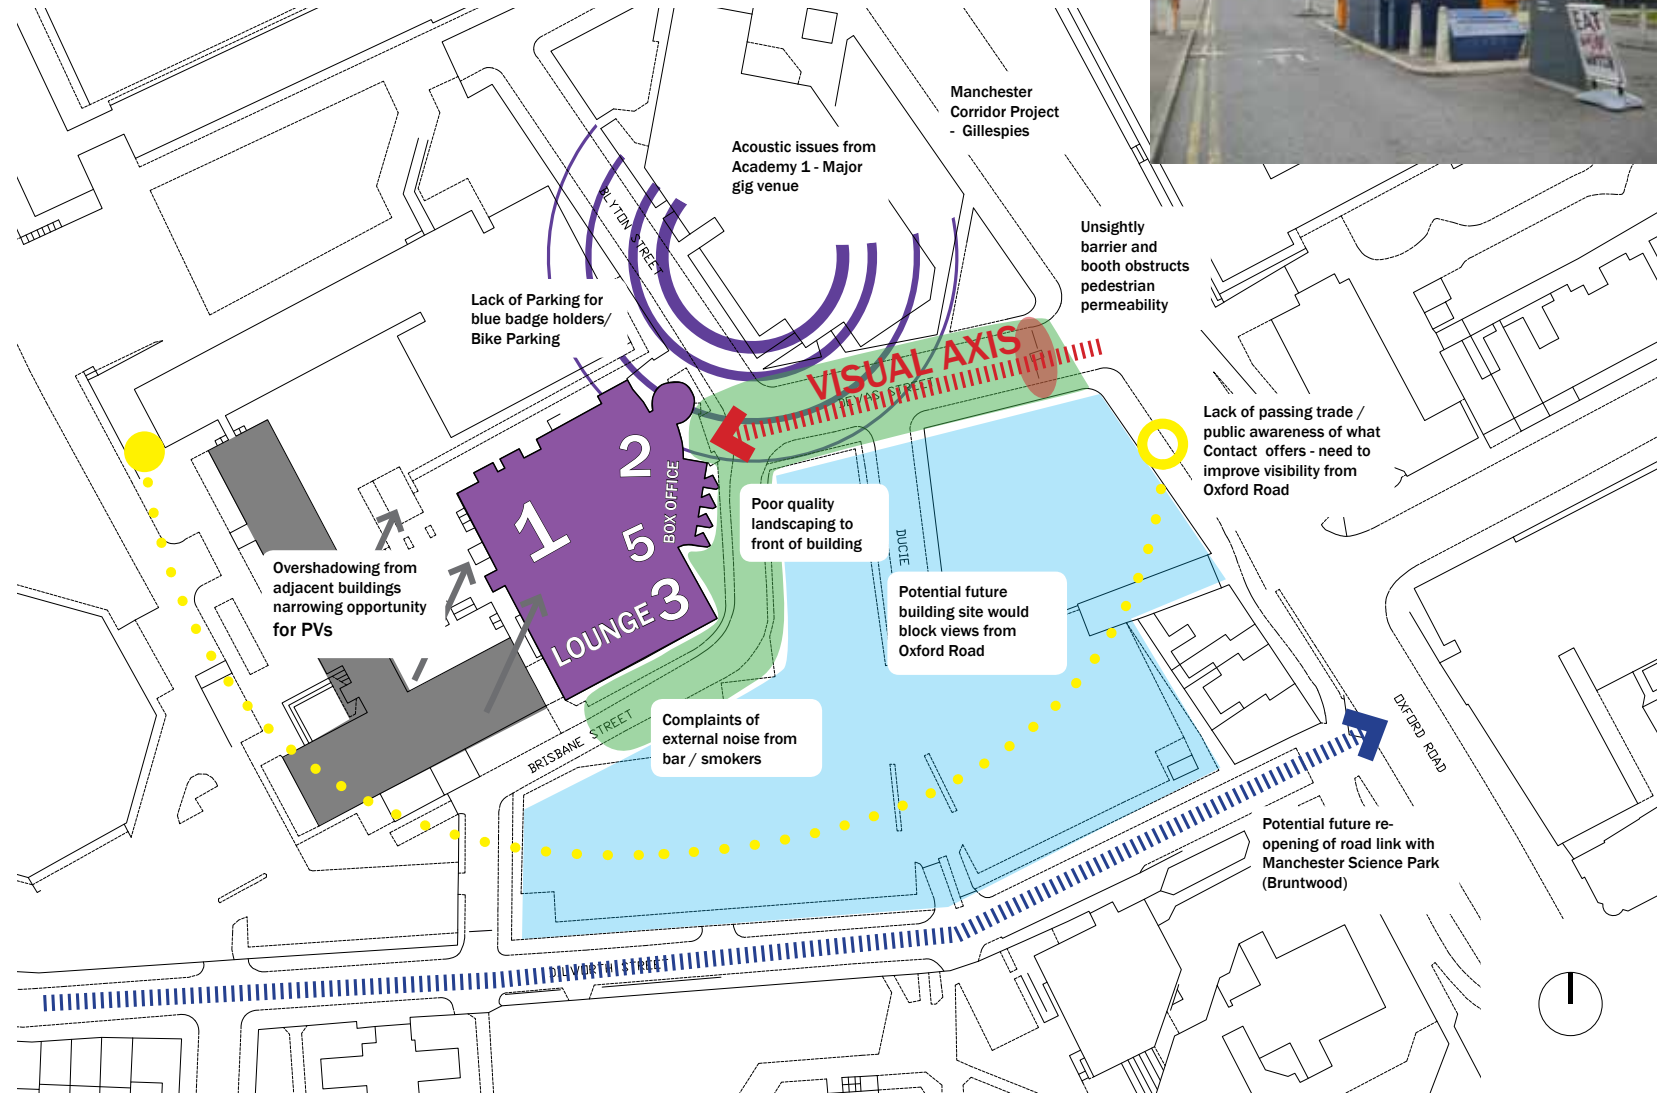 EAT
Manchester
Corridor Project
- Gillespies
Acoustic issues from
Academy 1 - Major
gig venue
BLYTON STREET
Unsightly
barrier and
booth obstructs
pedestrian
permeability
Lack of Parking for
blue badge holders/
Bike Parking
VISUAL AXIS
DEVAS STREET
Lack of passing trade /
public awareness of what
Contact offers - need to
improve visibility from
Oxford Road
2
BOX OFFICE
1
5
3
LOUNGE
Poor quality
landscaping to
front of building
DUCIE
Overshadowing from
adjacent buildings
narrowing opportunity
for PVs
Potential future
building site would
block views from
Oxford Road
BRISBANE STREET
Complaints of
external noise from
bar / smokers
OXFORD ROAD
Potential future re-
opening of road link with
Manchester Science Park
(Bruntwood)
DILWORTH STREET